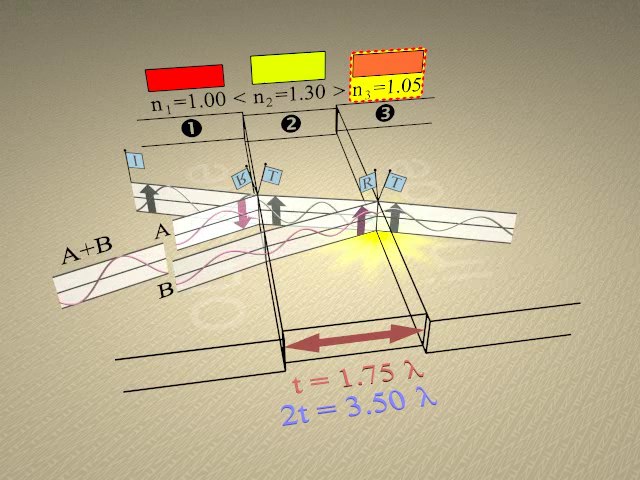 n₁=1.00 < n₂=1.30 > n₃=1.05
❶ ❷ ❸
I R T R T
A
A+B
B
t = 1.75 λ
2t = 3.50 λ